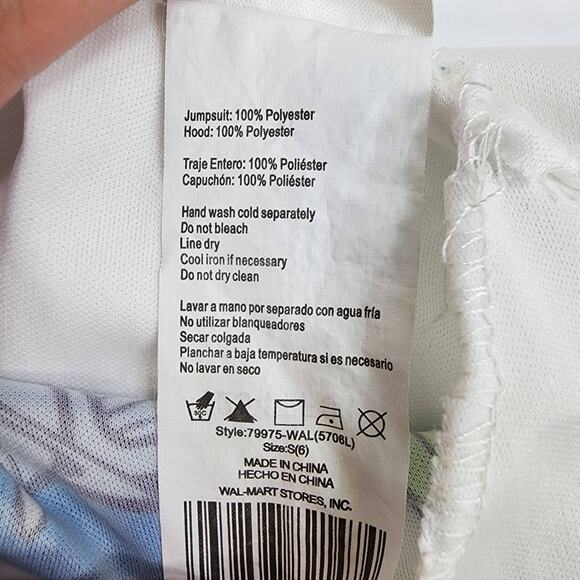 Jumpsuit: 100% Polyester
Hood: 100% Polyester
Traje Entero: 100% Poliéster
Capuchón: 100% Poliéster
Hand wash cold separately
Do not bleach
Line dry
Cool iron if necessary
Do not dry clean
Lavar a mano por separado con agua fría
No utilizar blanqueadores
Secar colgada
Planchar a baja temperatura si es necesario
No lavar en seco
30C
Style:79975-WAL(5706L)
Size:S(6)
MADE IN CHINA
HECHO EN CHINA
WAL-MART STORES, INC.